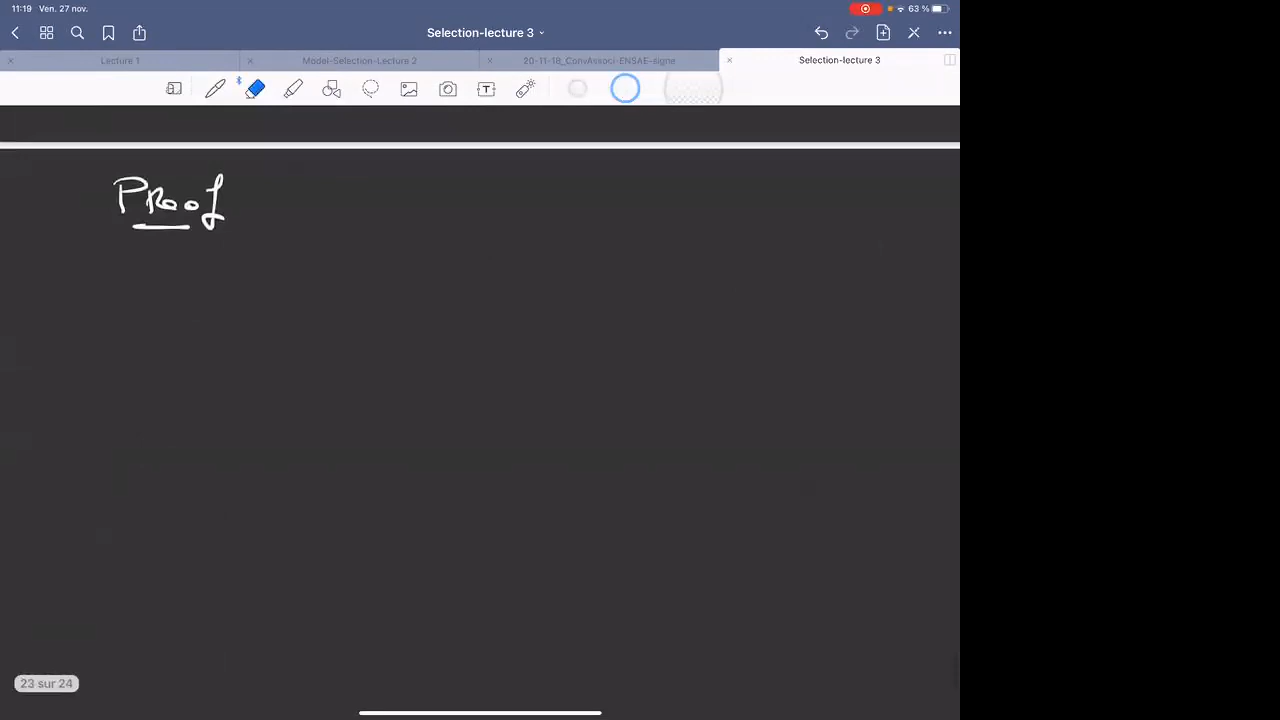 11:19 Ven. 27 nov.
63 %
Selection-lecture 3
Lecture 1
Model-Selection-Lecture 2
20-11-18_ConvAssoci-ENSAE-signe
Selection-lecture 3
T
PRoof
23 sur 24